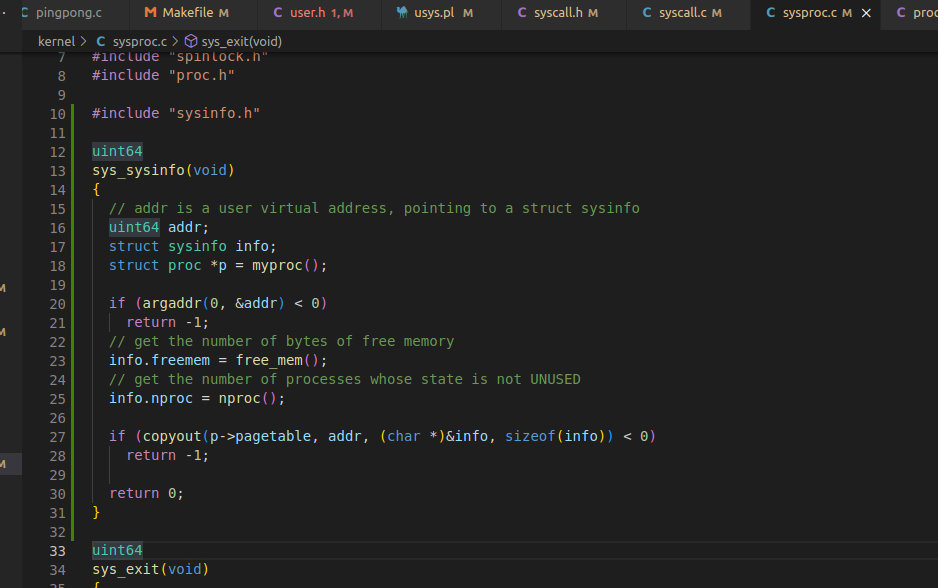 pingpong.c Makefile M user.h 1, M usys.pl M syscall.h M syscall.c M sysproc.c M proc
kernel > C sysproc.c > sys_exit(void)
7 #include "spinlock.h"
8 #include "proc.h"
9
10 #include "sysinfo.h"
11
12 uint64
13 sys_sysinfo(void)
14 {
15 // addr is a user virtual address, pointing to a struct sysinfo
16 uint64 addr;
17 struct sysinfo info;
18 struct proc *p = myproc();
19
20 if (argaddr(0, &addr) < 0)
21 return -1;
22 // get the number of bytes of free memory
23 info.freemem = free_mem();
24 // get the number of processes whose state is not UNUSED
25 info.nproc = nproc();
26
27 if (copyout(p->pagetable, addr, (char *)&info, sizeof(info)) < 0)
28 return -1;
29
30 return 0;
31 }
32
33 uint64
34 sys_exit(void)
35 {